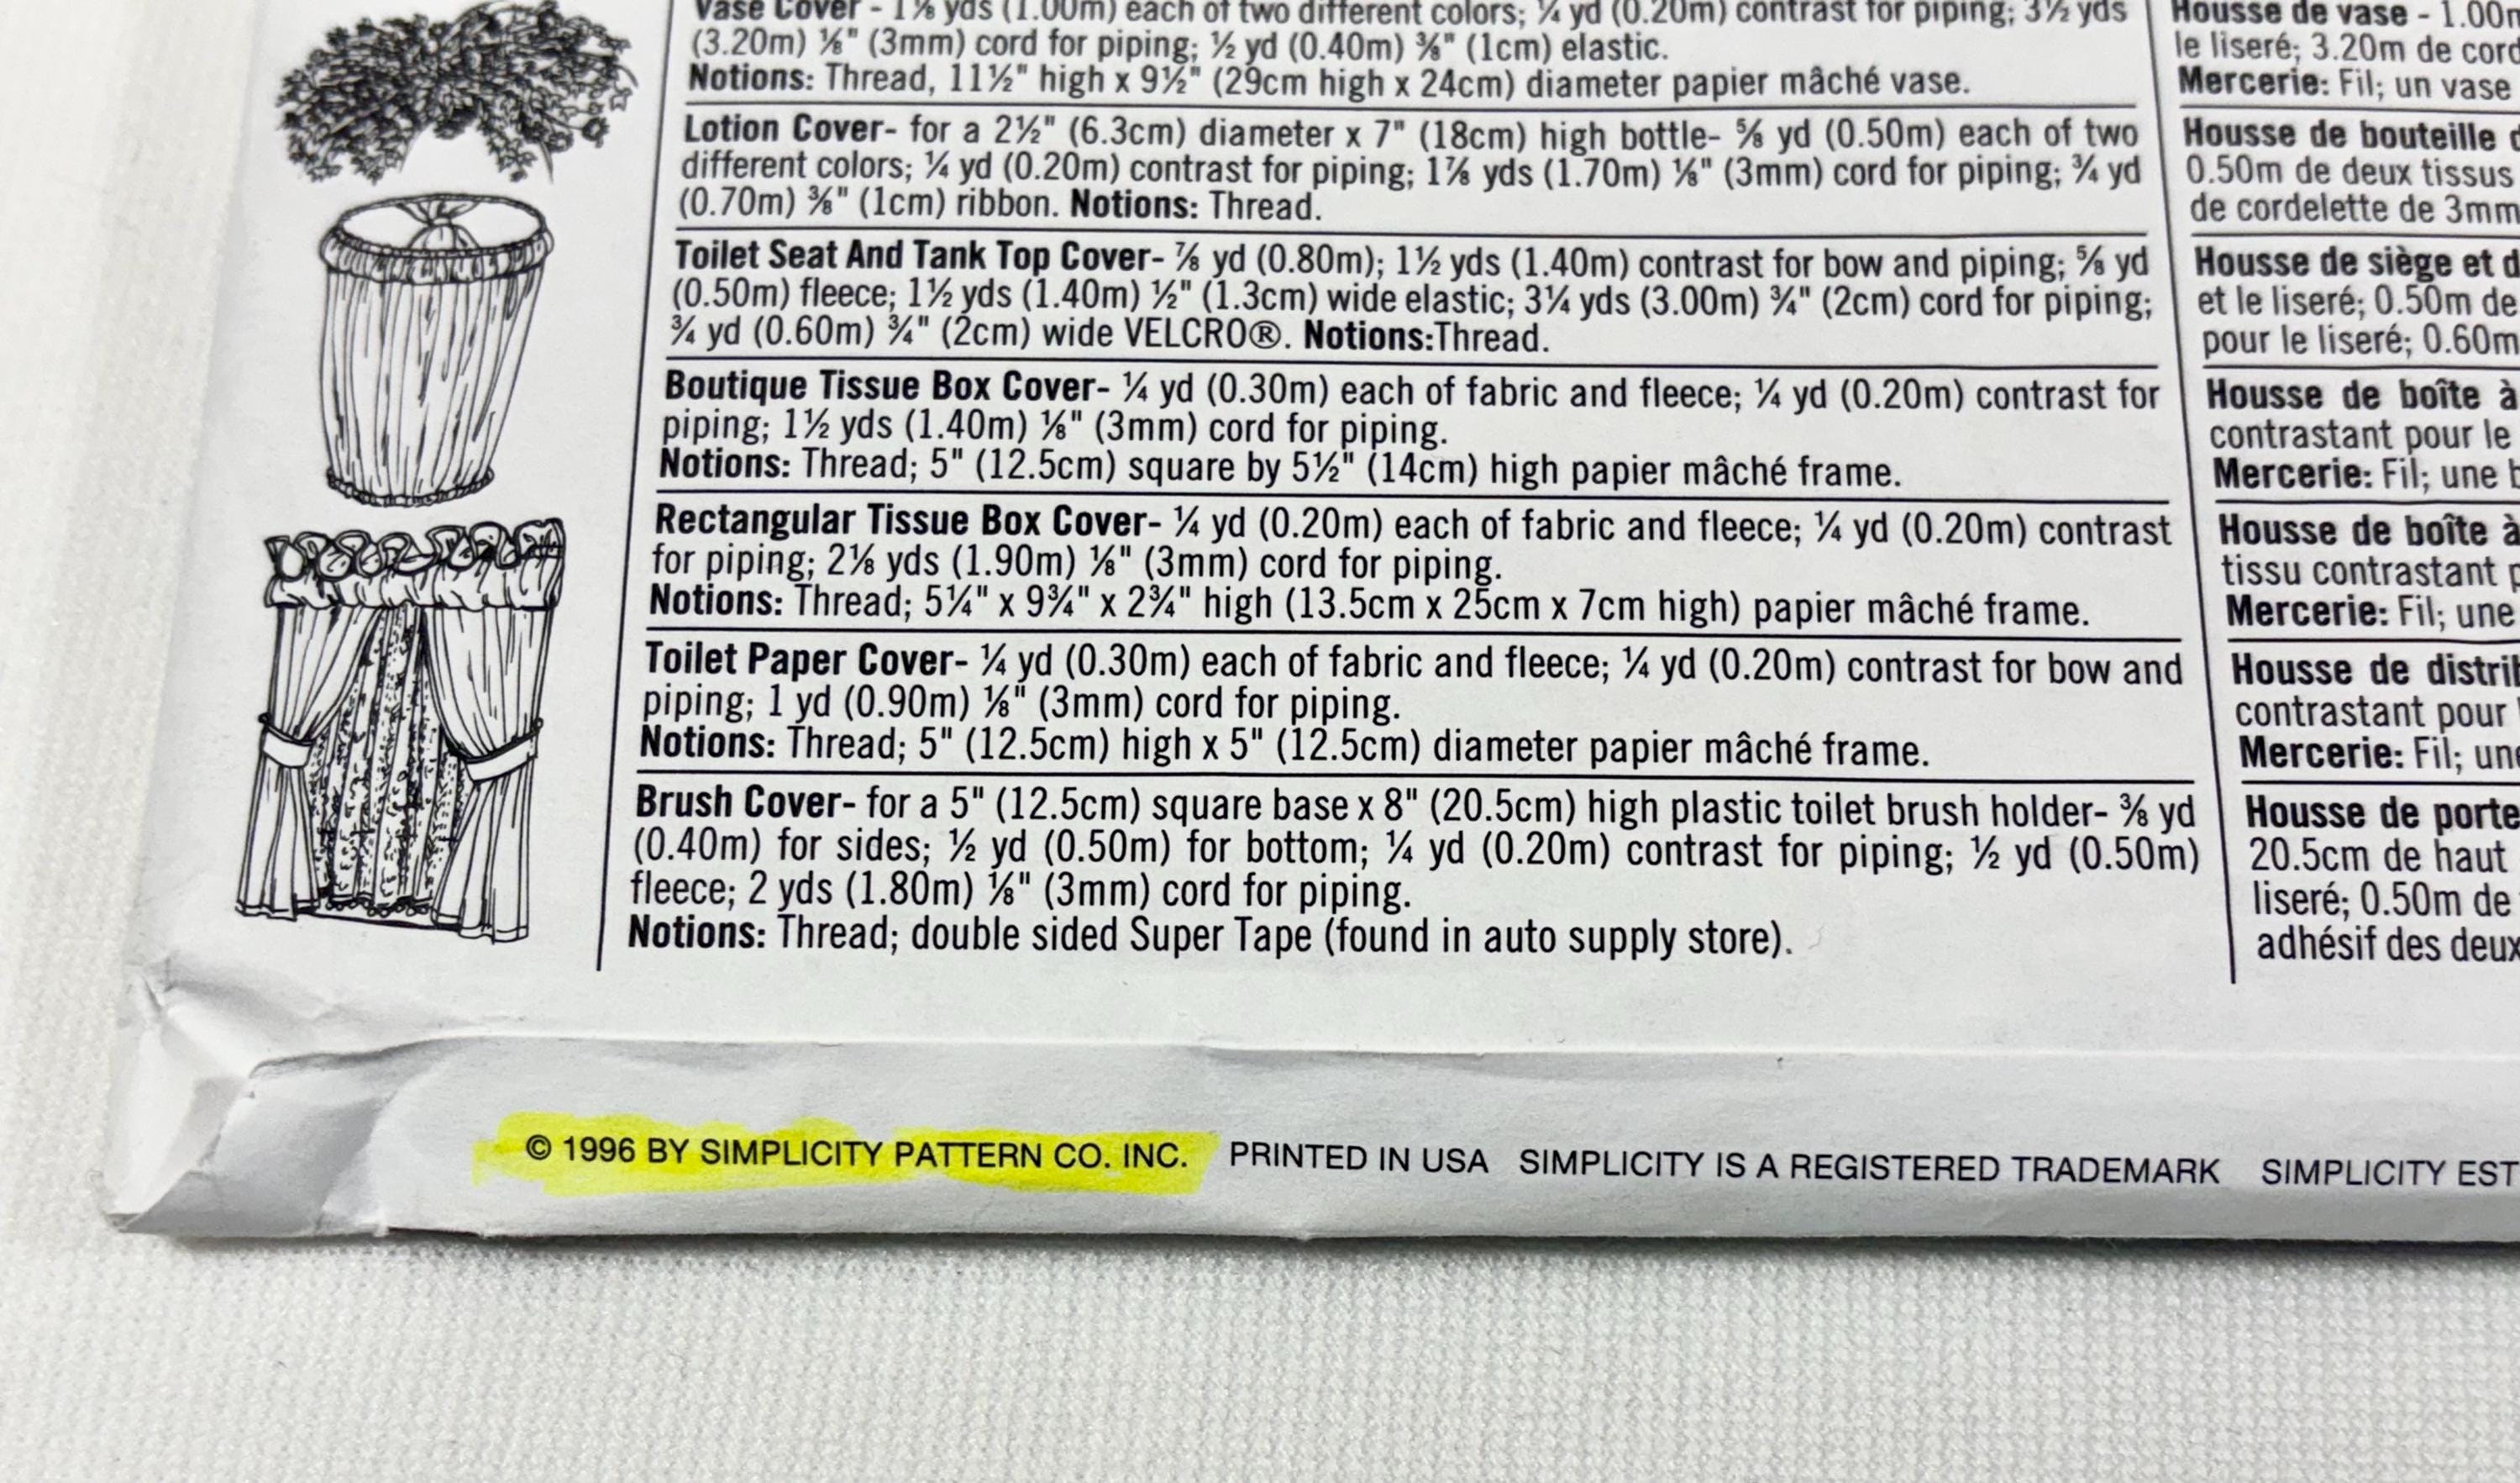 Vase Cover - 1⅛ yds (1.00m) each of two different colors; ¼ yd (0.20m) contrast for piping; 3½ yds
(3.20m) ⅛" (3mm) cord for piping; ½ yd (0.40m) ⅜" (1cm) elastic.
Notions: Thread, 11½" high x 9½" (29cm high x 24cm) diameter papier mâché vase.
Lotion Cover- for a 2½" (6.3cm) diameter x 7" (18cm) high bottle- ⅝ yd (0.50m) each of two
different colors; ¼ yd (0.20m) contrast for piping; 1⅞ yds (1.70m) ⅛" (3mm) cord for piping; ¾ yd
(0.70m) ⅜" (1cm) ribbon. Notions: Thread.
Toilet Seat And Tank Top Cover- ⅞ yd (0.80m); 1½ yds (1.40m) contrast for bow and piping; ⅝ yd
(0.50m) fleece; 1½ yds (1.40m) ½" (1.3cm) wide elastic; 3¼ yds (3.00m) ¾" (2cm) cord for piping;
¾ yd (0.60m) ¾" (2cm) wide VELCRO®. Notions:Thread.
Boutique Tissue Box Cover- ¼ yd (0.30m) each of fabric and fleece; ¼ yd (0.20m) contrast for
piping; 1½ yds (1.40m) ⅛" (3mm) cord for piping.
Notions: Thread; 5" (12.5cm) square by 5½" (14cm) high papier mâché frame.
Rectangular Tissue Box Cover- ¼ yd (0.20m) each of fabric and fleece; ¼ yd (0.20m) contrast
for piping; 2⅛ yds (1.90m) ⅛" (3mm) cord for piping.
Notions: Thread; 5¼" x 9¾" x 2¾" high (13.5cm x 25cm x 7cm high) papier mâché frame.
Toilet Paper Cover- ¼ yd (0.30m) each of fabric and fleece; ¼ yd (0.20m) contrast for bow and
piping; 1 yd (0.90m) ⅛" (3mm) cord for piping.
Notions: Thread; 5" (12.5cm) high x 5" (12.5cm) diameter papier mâché frame.
Brush Cover- for a 5" (12.5cm) square base x 8" (20.5cm) high plastic toilet brush holder- ⅜ yd
(0.40m) for sides; ½ yd (0.50m) for bottom; ¼ yd (0.20m) contrast for piping; ½ yd (0.50m)
fleece; 2 yds (1.80m) ⅛" (3mm) cord for piping.
Notions: Thread; double sided Super Tape (found in auto supply store).
Housse de vase - 1.00m
le liseré; 3.20m de
Mercerie: Fil; un vase
Housse de bouteille
0.50m de deux tissus
de cordelette de 3mm
Housse de siège et
et le liseré; 0.50m de
pour le liseré; 0.60m
Housse de boîte à
contrastant pour le
Mercerie: Fil; une
Housse de boîte à
tissu contrastant
Mercerie: Fil; une
Housse de
contrastant pour
Mercerie: Fil;
Housse de porte
20.5cm de haut
liseré; 0.50m de
adhésif des deux
© 1996 BY SIMPLICITY PATTERN CO. INC. PRINTED IN USA SIMPLICITY IS A REGISTERED TRADEMARK SIMPLICITY EST